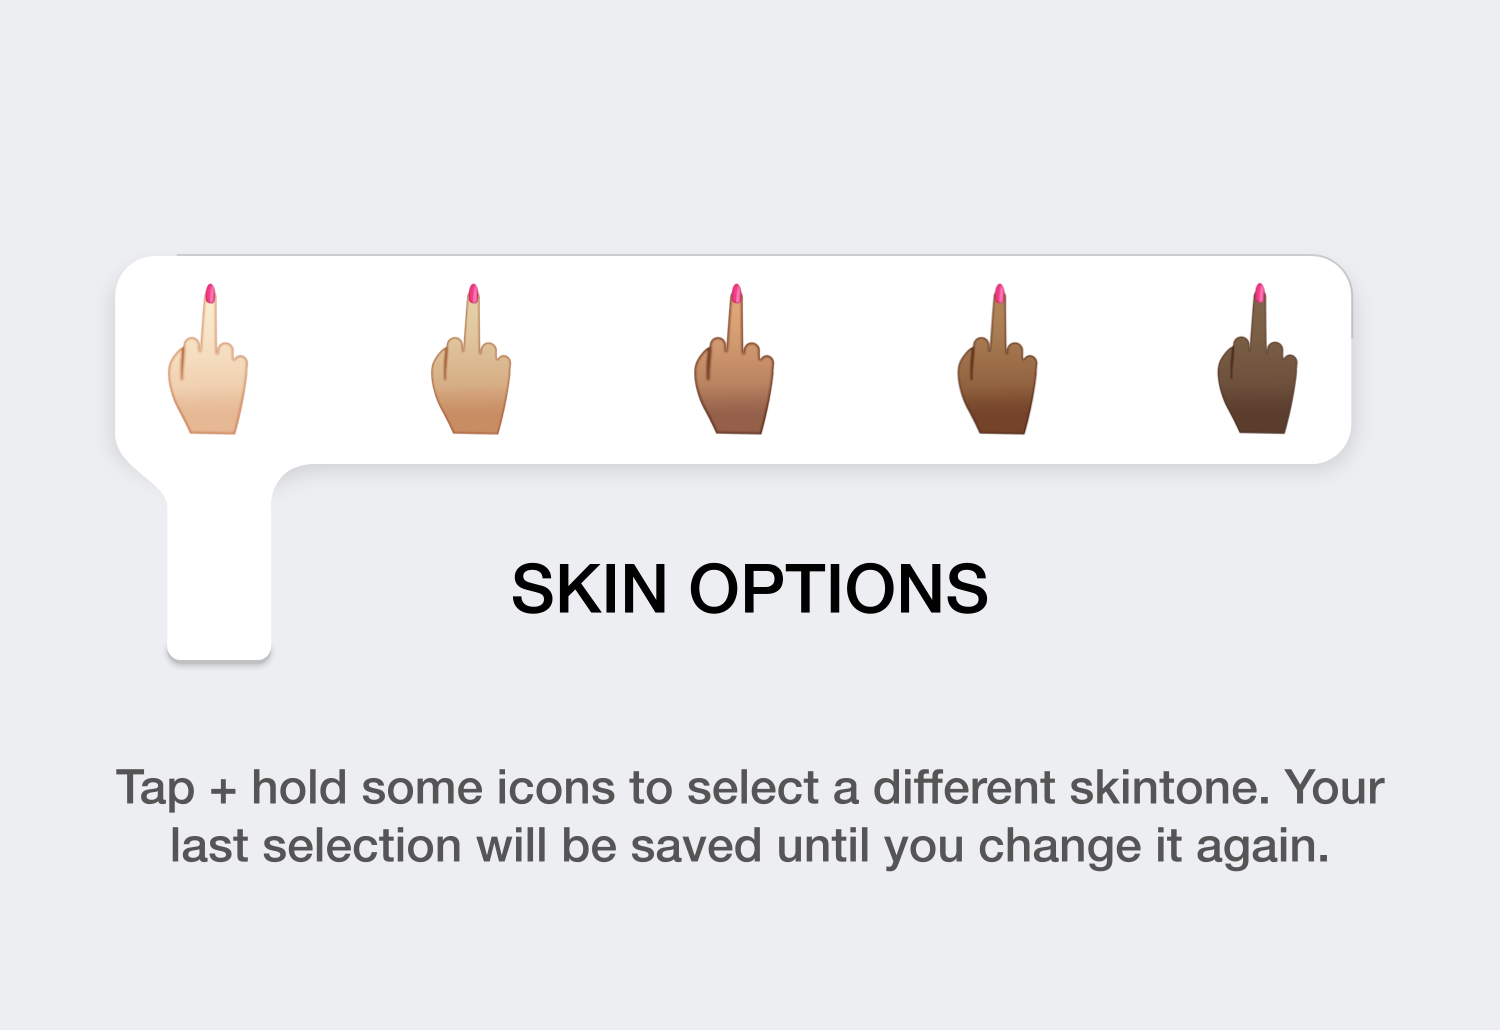 SKIN OPTIONS
Tap + hold some icons to select a different skintone. Your
last selection will be saved until you change it again.